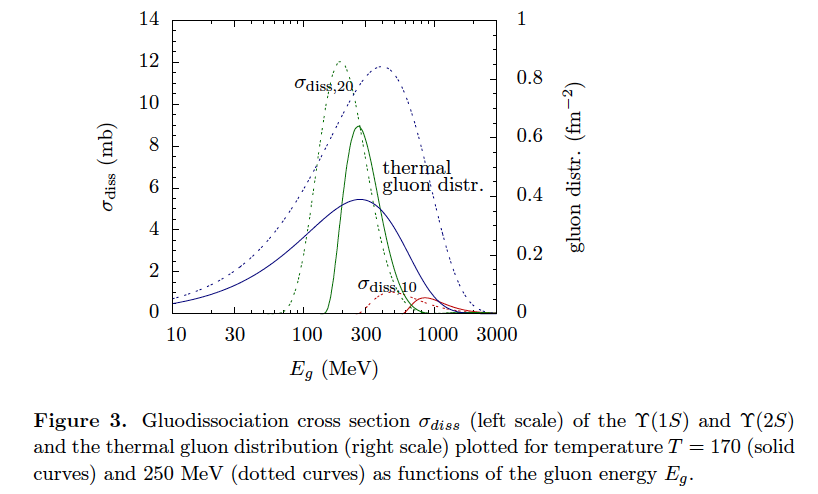 14
12
10
8
6
4
2
0
σdiss (mb)
1
0.8
0.6
0.4
0.2
0
gluon distr. (fm⁻²)
σdiss,20
thermal
gluon distr.
σdiss,10
10 30 100 300 1000 3000
Eg (MeV)
Figure 3. Gluodissociation cross section σdiss (left scale) of the ϒ(1S) and ϒ(2S)
and the thermal gluon distribution (right scale) plotted for temperature T = 170 (solid
curves) and 250 MeV (dotted curves) as functions of the gluon energy Eg.